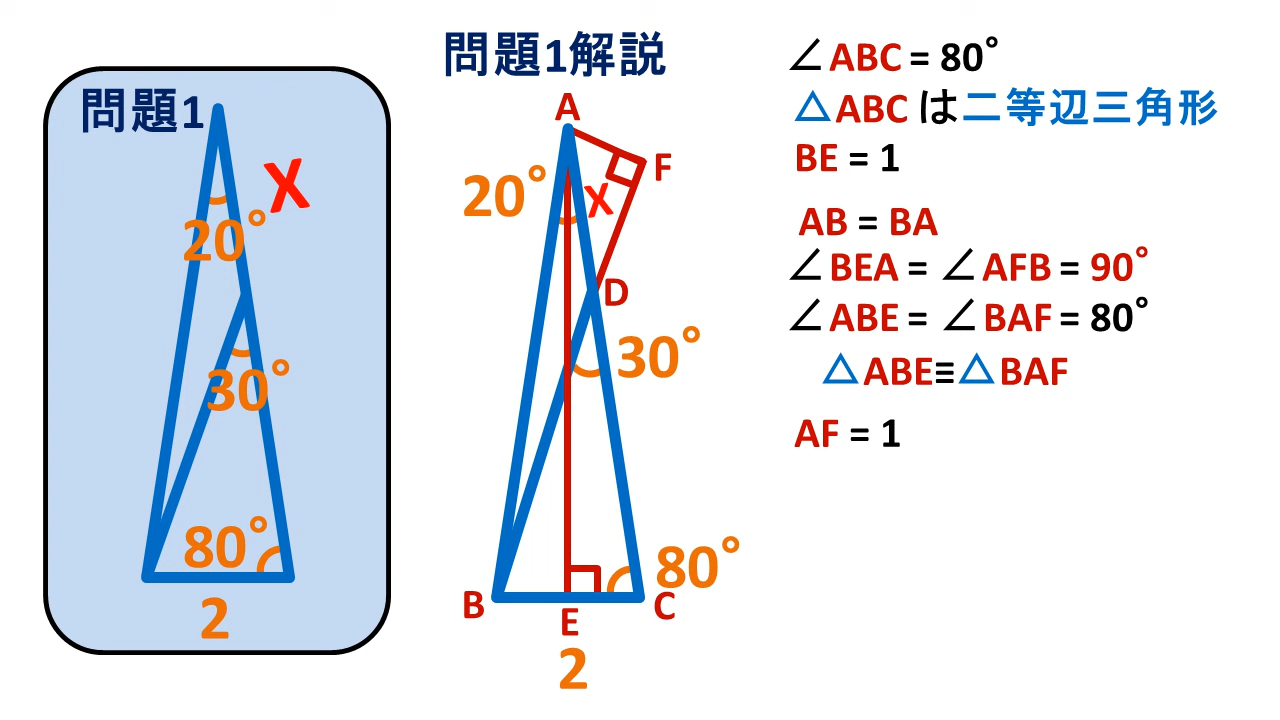 問題1
X
20°
30°
80°
2
問題1解説
A
F
20°
X
D
30°
80°
B
E
C
2
∠ABC = 80°
△ABC は二等辺三角形
BE = 1
AB = BA
∠BEA = ∠AFB = 90°
∠ABE = ∠BAF = 80°
△ABE≡△BAF
AF = 1